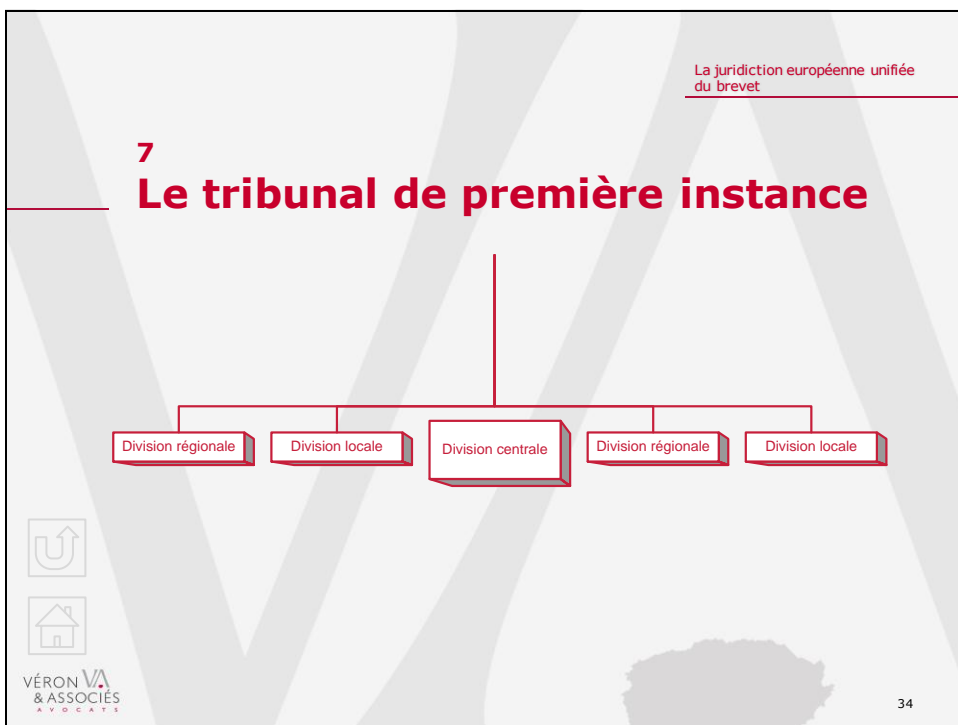 La juridiction européenne unifiée
du brevet
7
Le tribunal de première instance
Division régionale
Division locale
Division centrale
Division régionale
Division locale
VÉRON VA
& ASSOCIÉS
AVOCATS
34